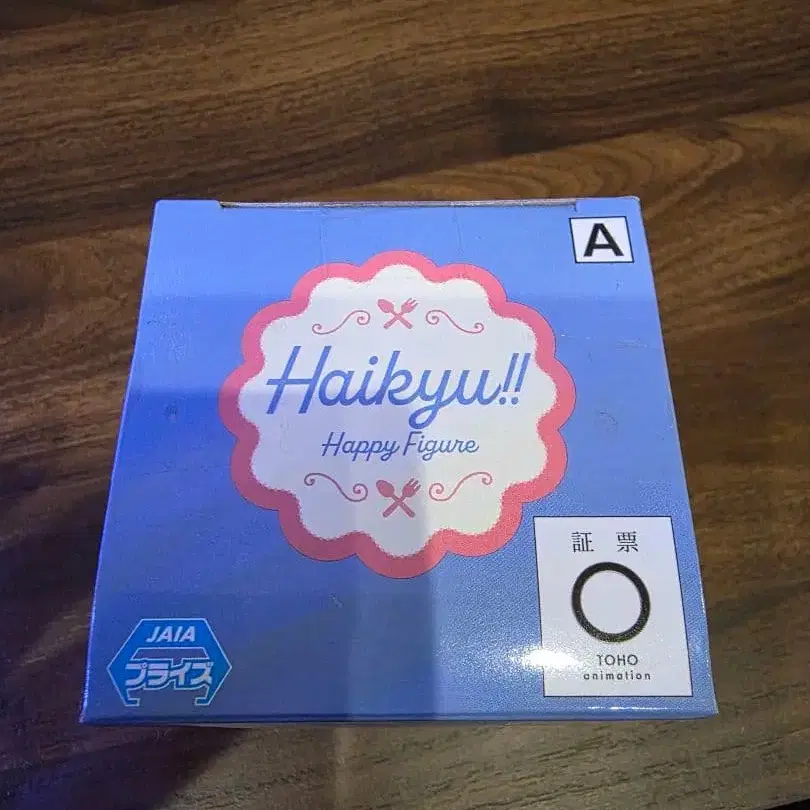 A
Haikyu!!
Happy Figure
証 票
TOHO
animation
JAIA
プライズ